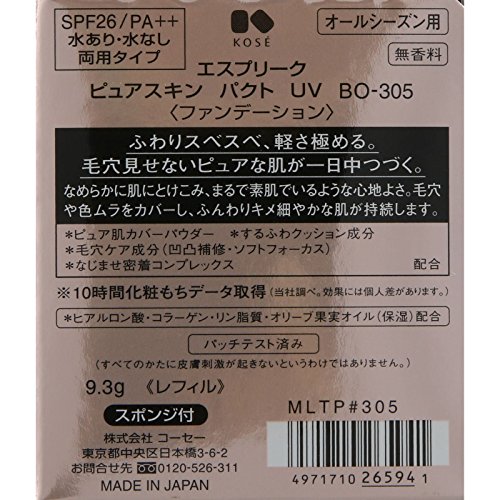 SPF26/PA++
水あり・水なし
両用タイプ
KOSÉ
オールシーズン用
無香料
エスプリーク
ピュアスキン パクト UV BO-305
〈ファンデーション〉
ふわりスベスベ、軽さ極める。
毛穴見せないピュアな肌が一日中つづく。
なめらかに肌にとけこみ、まるで素肌でいるような心地よさ。毛穴
や色ムラをカバーし、ふんわりキメ細やかな肌が持続します。
*ピュア肌カバーパウダー *するふわクッション成分
*毛穴ケア成分(凹凸補修・ソフトフォーカス)
*なじませ密着コンプレックス 配合
※10時間化粧もちデータ取得(当社調べ。効果には個人差があります。)
*ヒアルロン酸・コラーゲン・リン脂質・オリーブ果実オイル(保湿)配合
パッチテスト済み
(すべてのかたに皮膚刺激が起きないというわけではありません。)
9.3g 《レフィル》
スポンジ付
株式会社 コーセー
東京都中央区日本橋3-6-2
お問合せ先 0120-526-311
MADE IN JAPAN
MLTP#305
4971710 265941